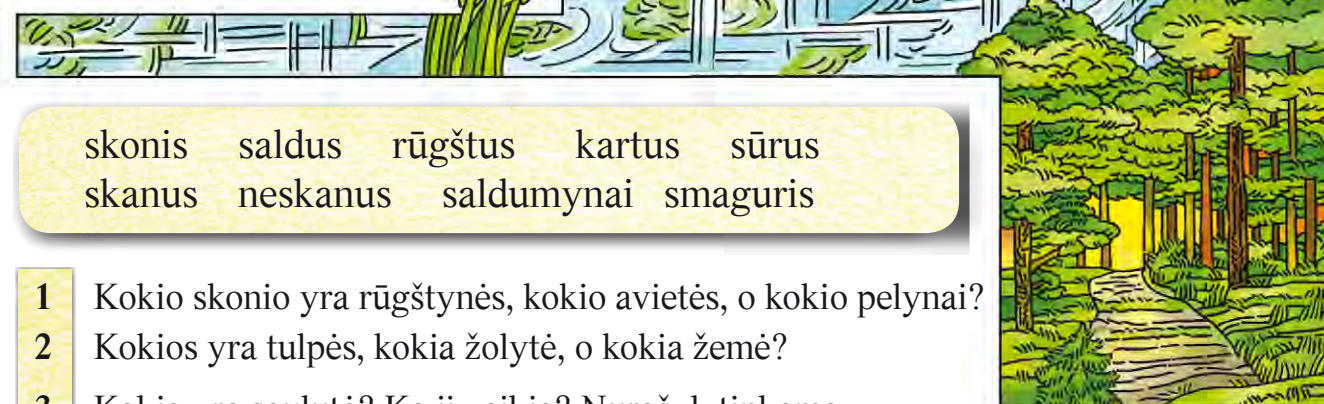 skonis saldus rūgštus kartus sūrus
skanus neskanus saldumynai smaguris
1 Kokio skonio yra rūgštynės, kokio avietės, o kokio pelynai?
2 Kokios yra tulpės, kokia žolytė, o kokia žemė?